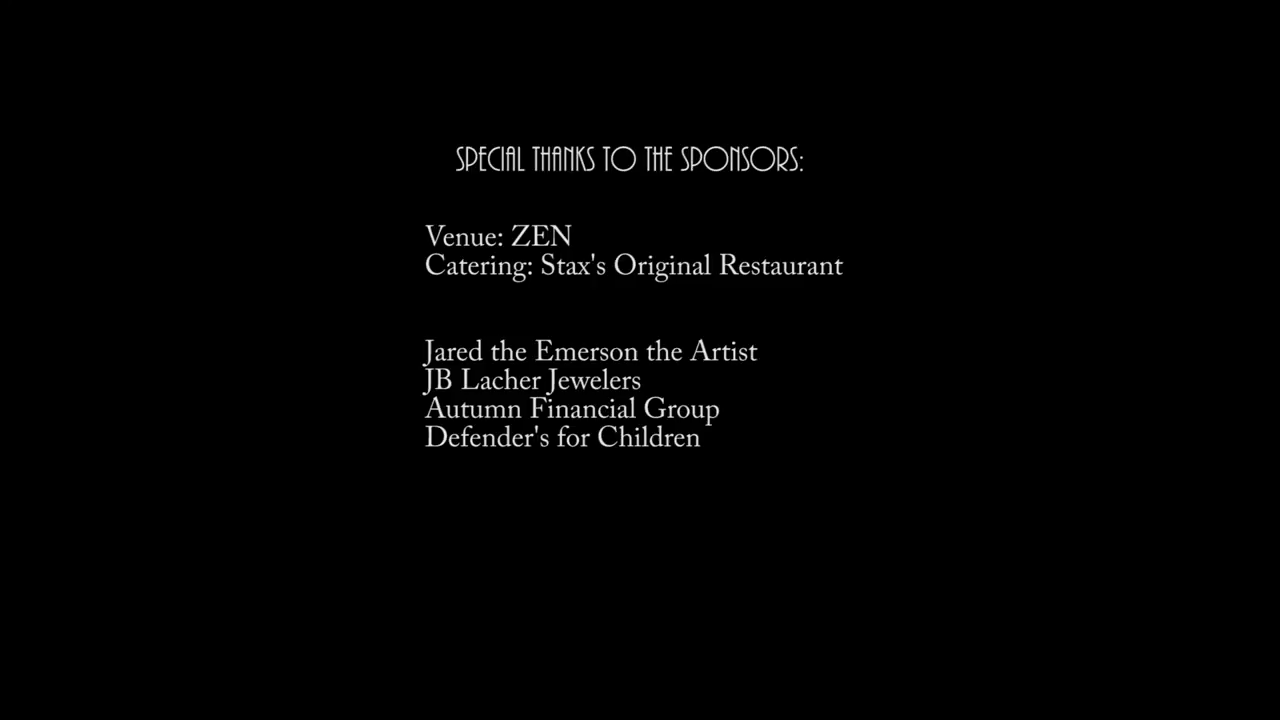 SPECIAL THANKS TO THE SPONSORS:
Venue: ZEN
Catering: Stax's Original Restaurant
Jared the Emerson the Artist
JB Lacher Jewelers
Autumn Financial Group
Defender's for Children